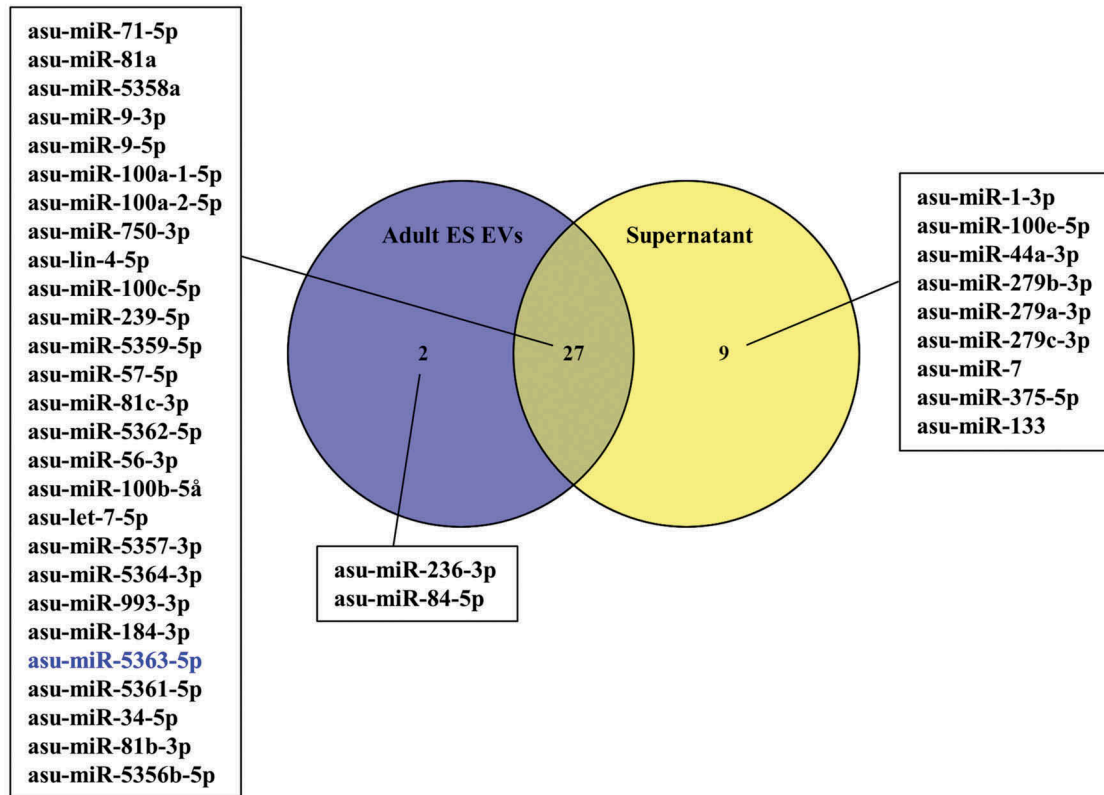 asu-miR-71-5p
asu-miR-81a
asu-miR-5358a
asu-miR-9-3p
asu-miR-9-5p
asu-miR-100a-1-5p
asu-miR-100a-2-5p
asu-miR-750-3p
asu-lin-4-5p
asu-miR-100c-5p
asu-miR-239-5p
asu-miR-5359-5p
asu-miR-57-5p
asu-miR-81c-3p
asu-miR-5362-5p
asu-miR-56-3p
asu-miR-100b-5å
asu-let-7-5p
asu-miR-5357-3p
asu-miR-5364-3p
asu-miR-993-3p
asu-miR-184-3p
asu-miR-5363-5p
asu-miR-5361-5p
asu-miR-34-5p
asu-miR-81b-3p
asu-miR-5356b-5p
Adult ES EVs
Supernatant
2
27
9
asu-miR-236-3p
asu-miR-84-5p
asu-miR-1-3p
asu-miR-100e-5p
asu-miR-44a-3p
asu-miR-279b-3p
asu-miR-279a-3p
asu-miR-279c-3p
asu-miR-7
asu-miR-375-5p
asu-miR-133